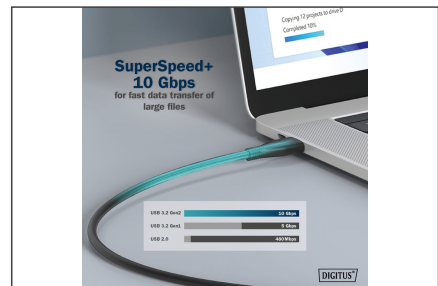 Copying 12 projects to drive D
Completed 10%
SuperSpeed+
10 Gbps
for fast data transfer of
large files
USB 3.2 Gen2 10 Gbps
USB 3.2 Gen1 5 Gbps
USB 2.0 480Mbps
DIGITUS®